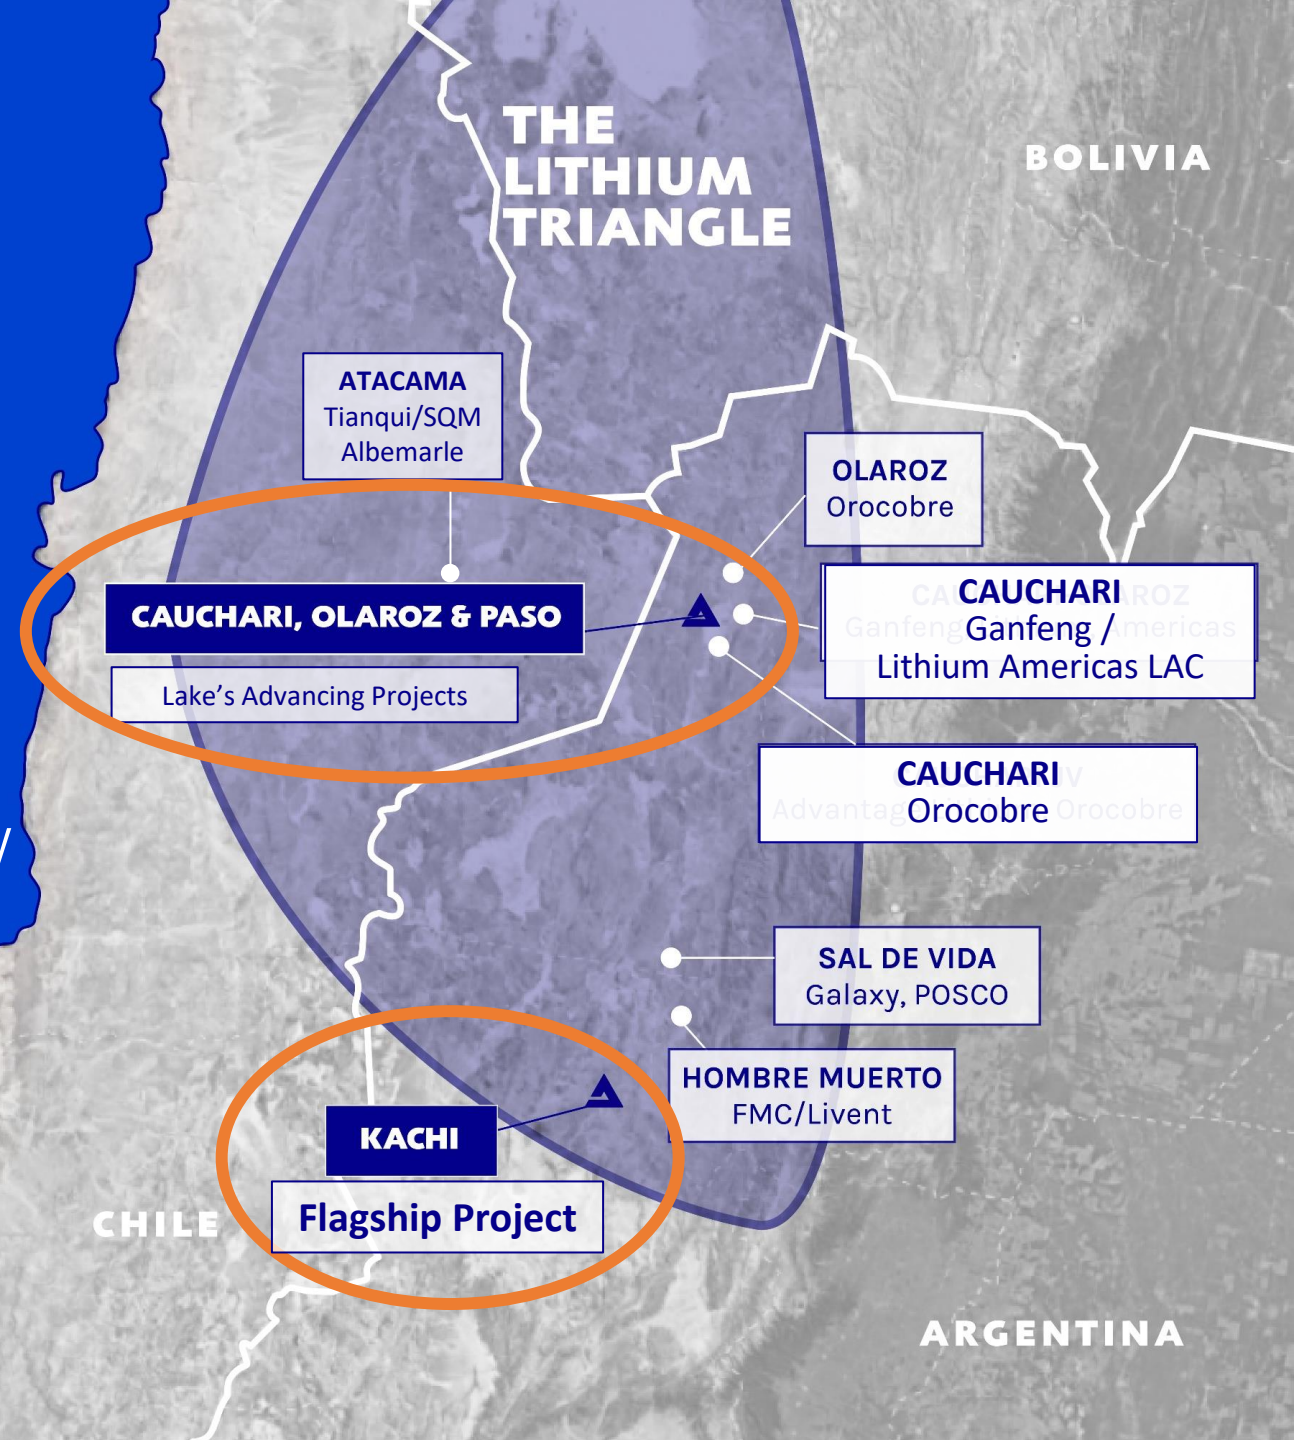 THE
LITHIUM
TRIANGLE
BOLIVIA
ATACAMA
Tianqui/SQM
Albemarle
OLAROZ
Orocobre
CAUCHARI, OLAROZ & PASO
Lake's Advancing Projects
CAUCHARI
Ganfeng /
Lithium Americas LAC
CAUCHARI
Orocobre
SAL DE VIDA
Galaxy, POSCO
HOMBRE MUERTO
FMC/Livent
KACHI
Flagship Project
CHILE
ARGENTINA
/